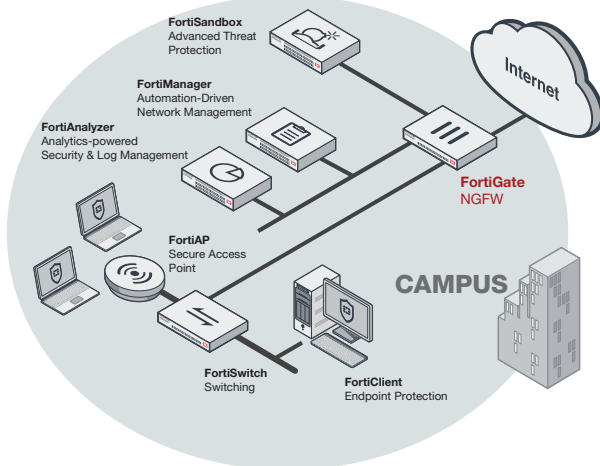 FortiSandbox
Advanced Threat
Protection
FortiManager
Automation-Driven
Network Management
FortiAnalyzer
Analytics-powered
Security & Log Management
Internet
FortiGate
NGFW
FortiAP
Secure Access
Point
CAMPUS
FortiSwitch
Switching
FortiClient
Endpoint Protection